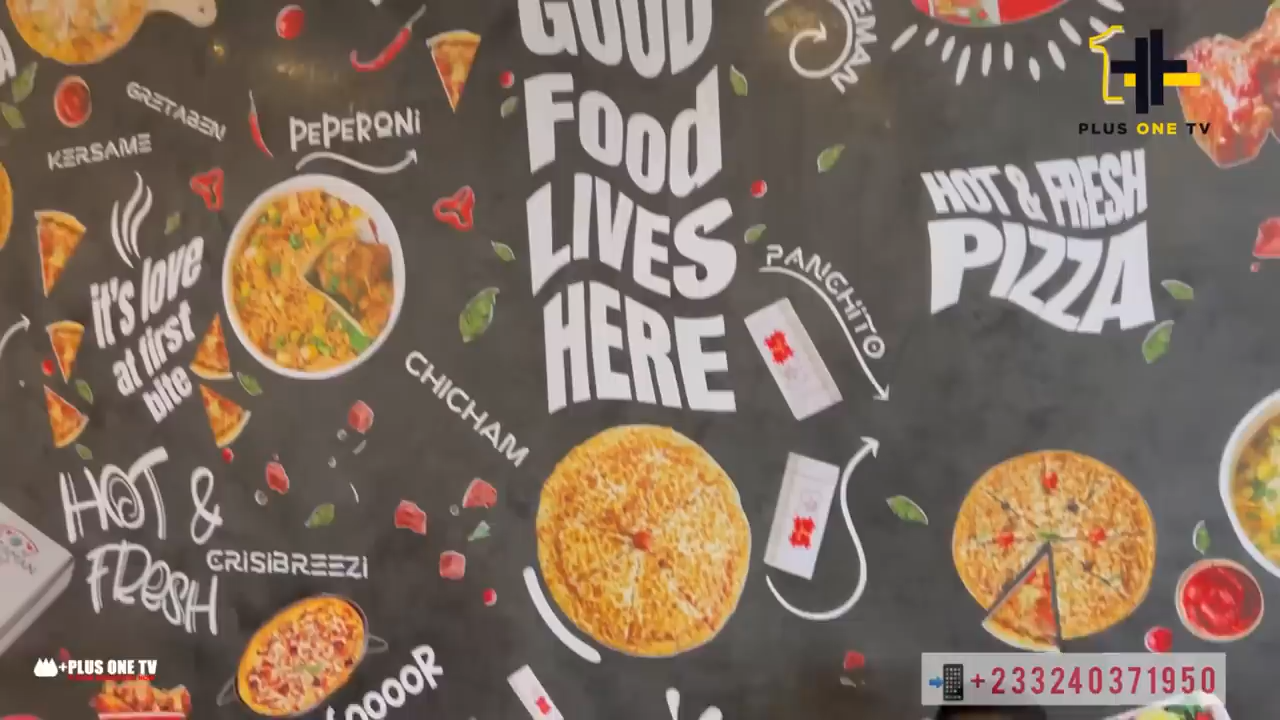 GOOD
Food
LIVES
HERE
PEPERONi
GRETABEN
KERSAME
it's love
at first
bite
CHICHAM
PANCHITO
HOT & FRESH
PIZZA
HOT &
FResH
CRISIBREEZI
PLUS ONE TV
+PLUS ONE TV
+233240371950